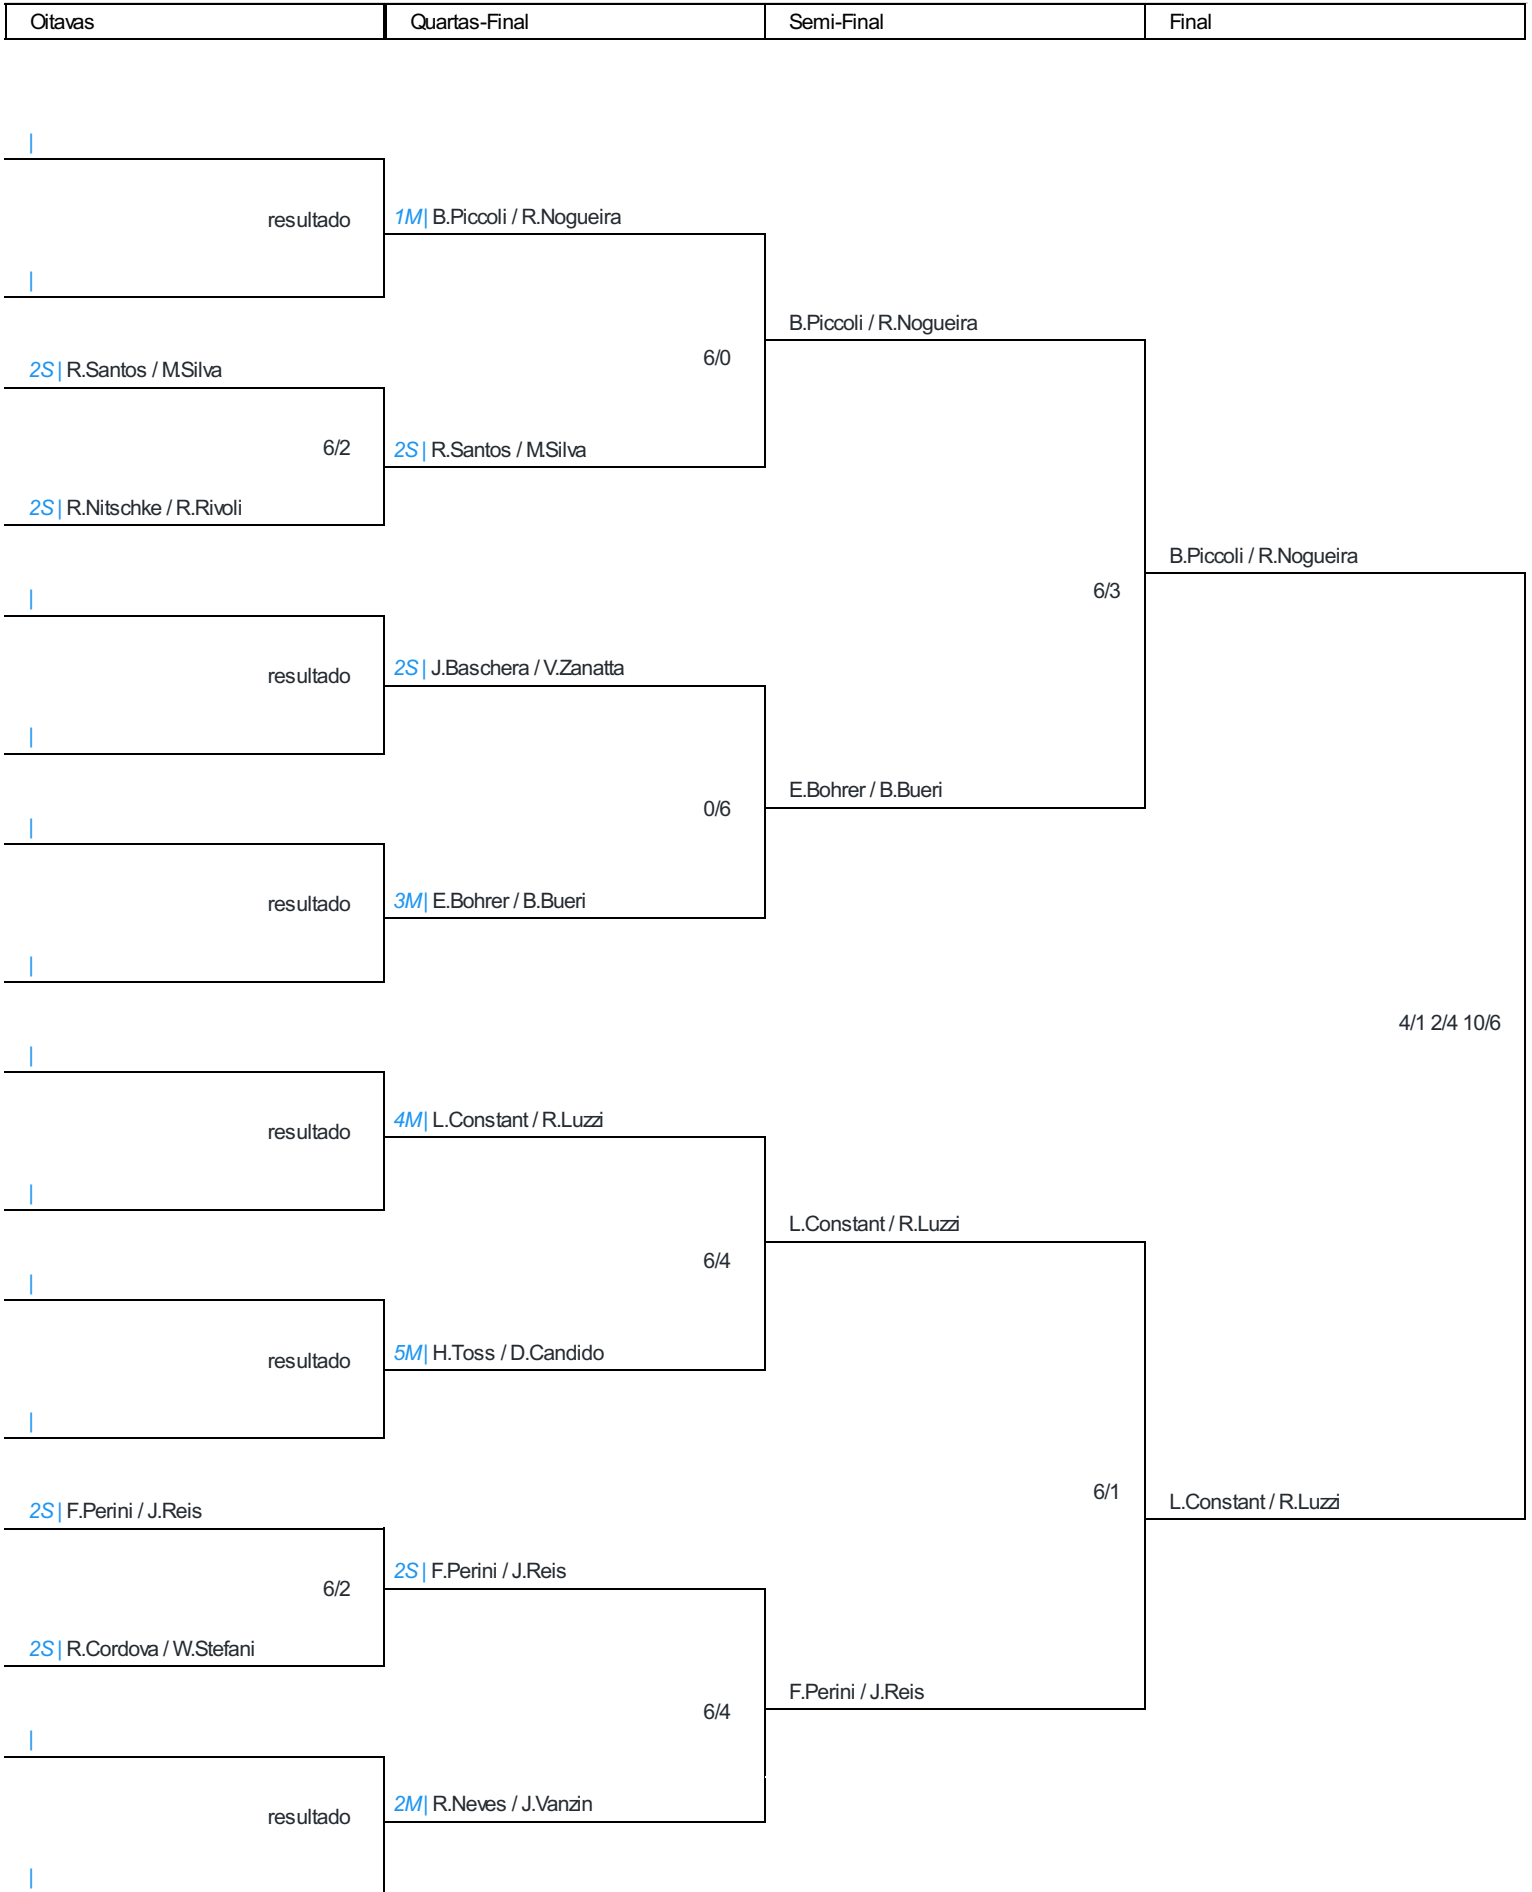 Oitavas Quartas-Final Semi-Final Final
|
resultado
1M| B.Piccoli / R.Nogueira
|
B.Piccoli / R.Nogueira
6/0
2S | R.Santos / M.Silva
6/2
2S | R.Santos / M.Silva
2S | R.Nitschke / R.Rivoli
B.Piccoli / R.Nogueira
6/3
|
resultado
2S | J.Baschera / V.Zanatta
|
E.Bohrer / B.Bueri
0/6
|
resultado
3M| E.Bohrer / B.Bueri
|
4/1 2/4 10/6
|
resultado
4M| L.Constant / R.Luzzi
|
L.Constant / R.Luzzi
6/4
|
resultado
5M| H.Toss / D.Candido
|
6/1
L.Constant / R.Luzzi
2S | F.Perini / J.Reis
6/2
2S | F.Perini / J.Reis
2S | R.Cordova / W.Stefani
F.Perini / J.Reis
6/4
|
resultado
2M| R.Neves / J.Vanzin
|